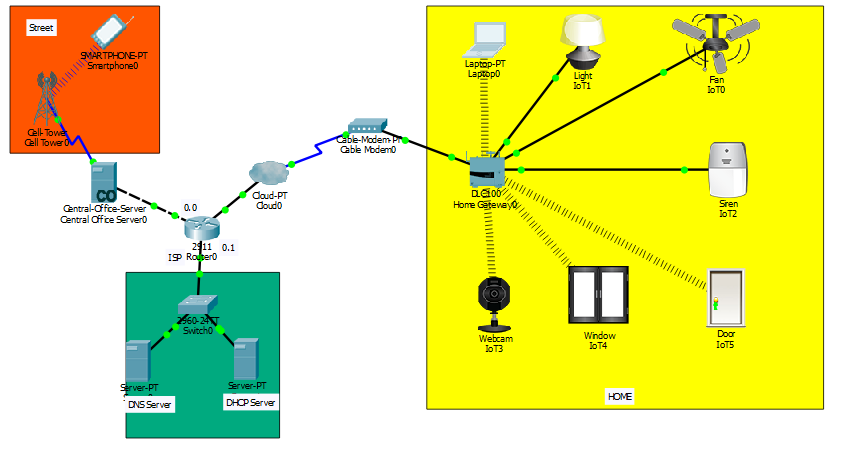 Street
SMARTPHONE-PT
Smartphone0
Cell-Tower
Cell Tower0
CO
Central-Office-Server
Central Office Server0
0.0
2911
ISP Router0
0.1
Cloud-PT
Cloud0
Cable-Modem-PT
Cable Modem0
2960-24TT
Switch0
Server-PT
DNS Server
Server-PT
DHCP Server
Laptop-PT
Laptop0
Light
IoT1
Fan
IoT0
DLC100
Home Gateway0
Siren
IoT2
Webcam
IoT3
Window
IoT4
Door
IoT5
HOME